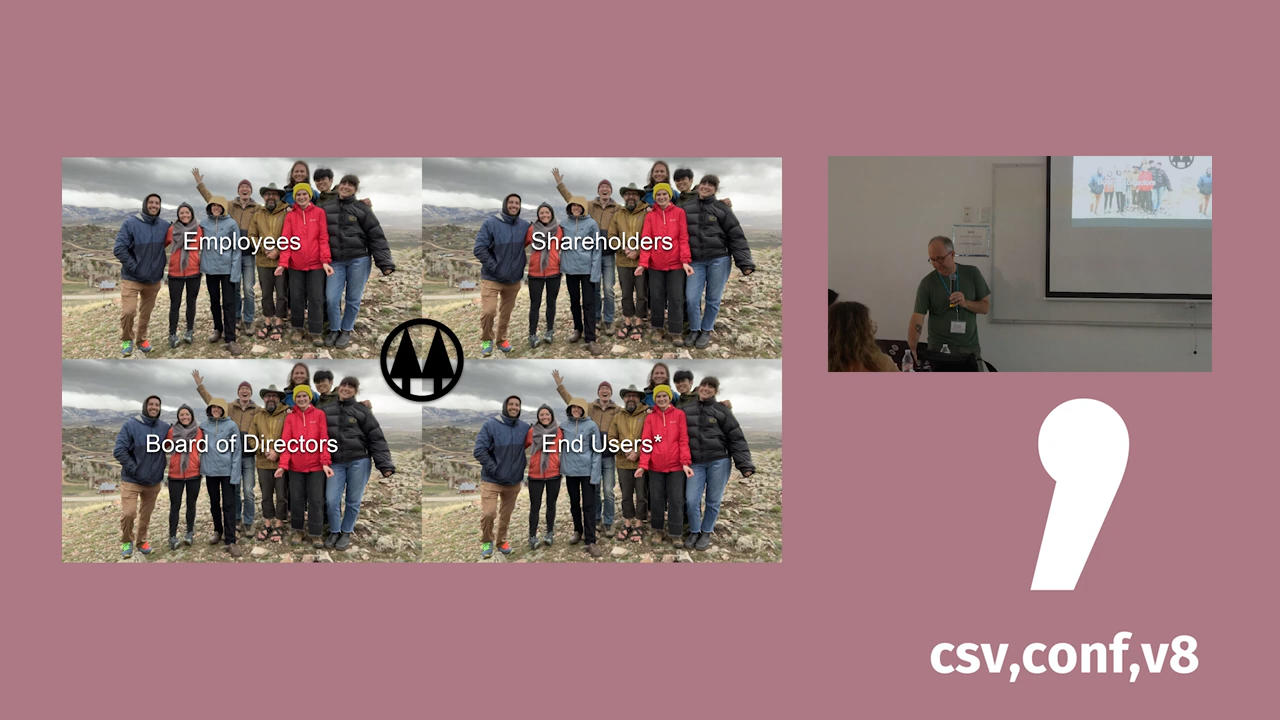 Employees
Shareholders
Board of Directors
End Users*
csv,conf,v8